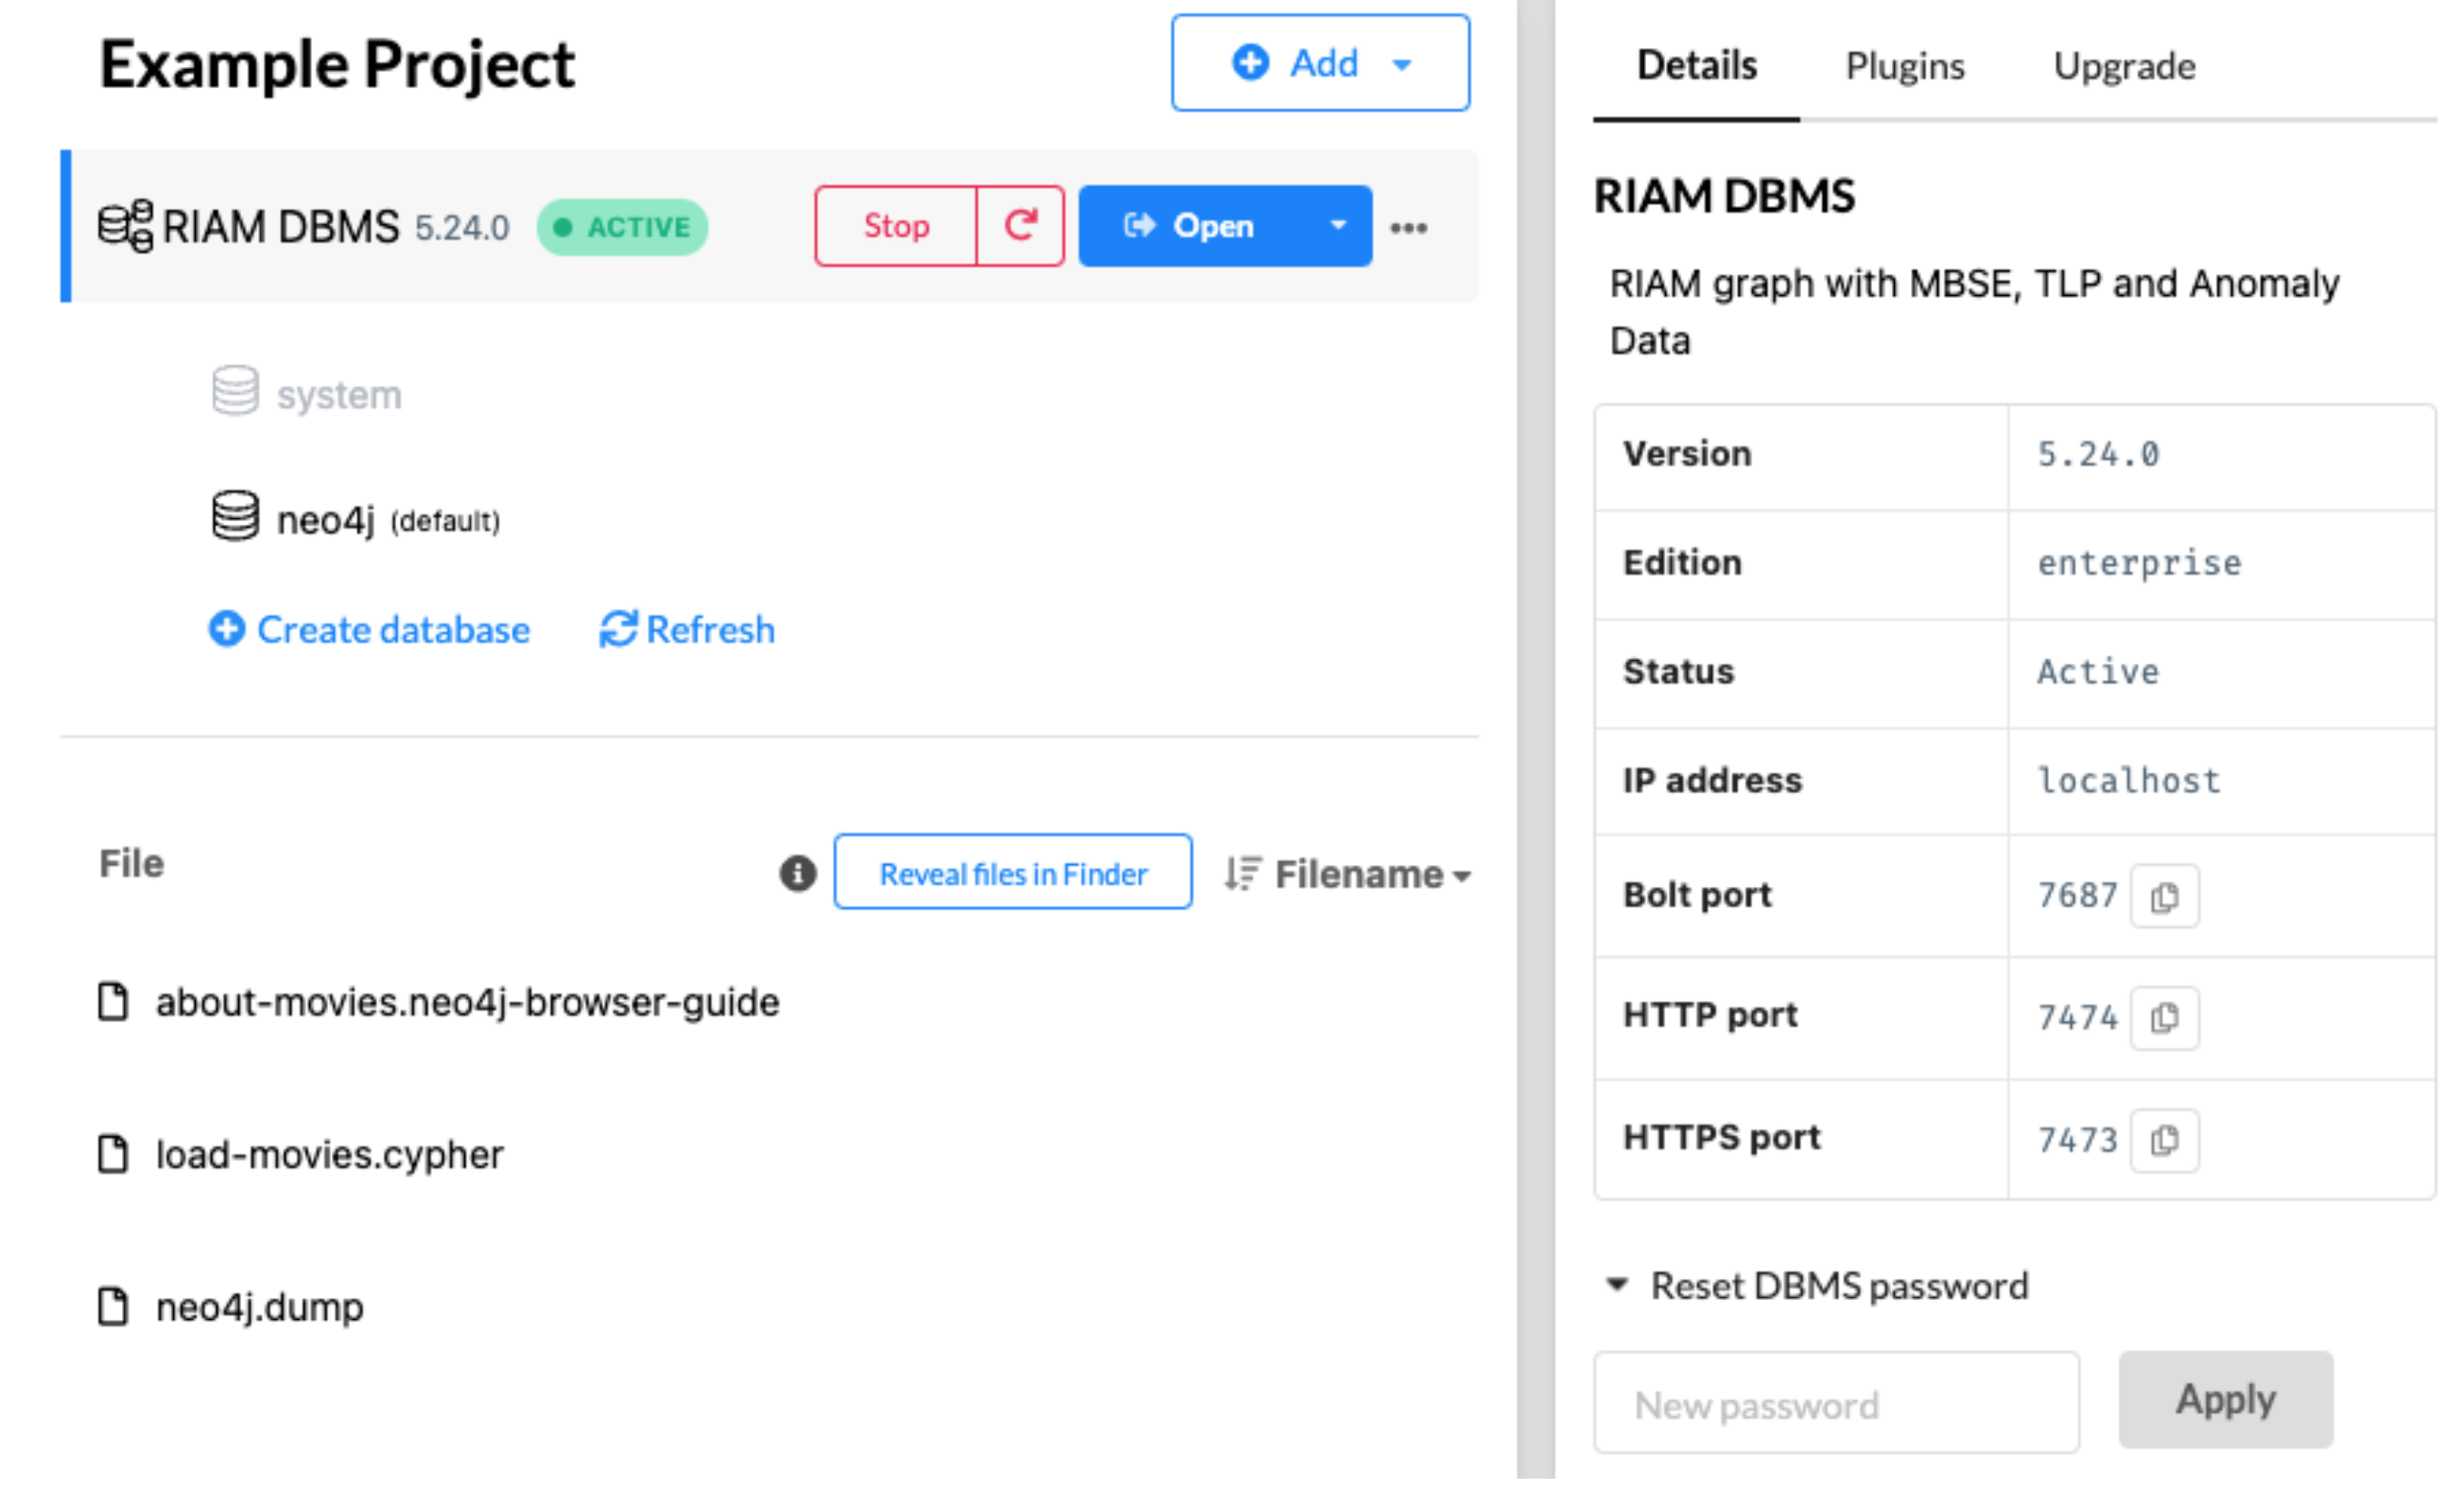 Example Project
Add
RIAM DBMS 5.24.0 ACTIVE Stop Open
system
neo4j (default)
Create database Refresh
File Reveal files in Finder Filename
about-movies.neo4j-browser-guide
load-movies.cypher
neo4j.dump
Details Plugins Upgrade
RIAM DBMS
RIAM graph with MBSE, TLP and Anomaly
Data
Version 5.24.0
Edition enterprise
Status Active
IP address localhost
Bolt port 7687
HTTP port 7474
HTTPS port 7473
Reset DBMS password
New password Apply